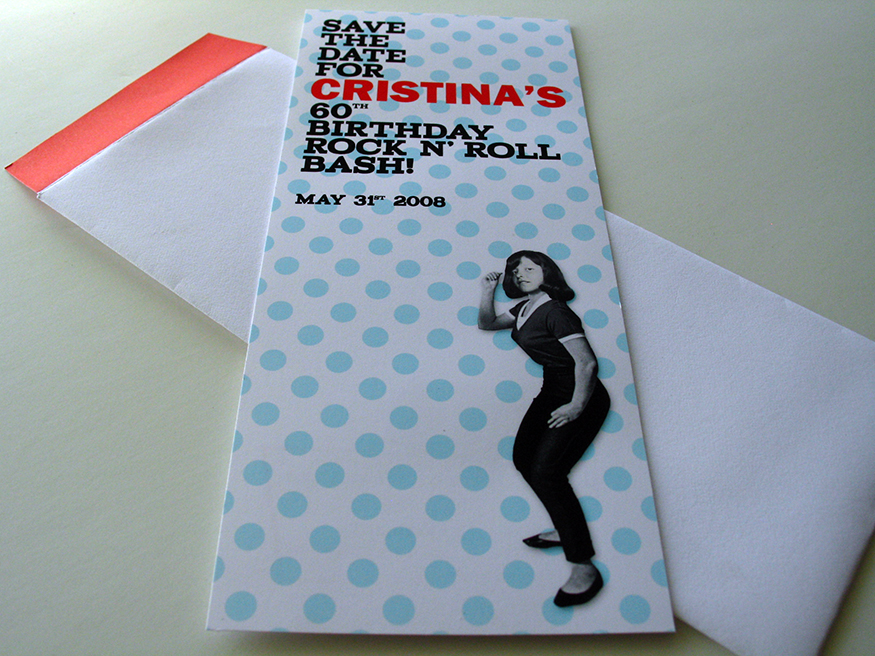 SAVE
THE
DATE
FOR
CRISTINA'S
60TH
BIRTHDAY
ROCK N' ROLL
BASH!
MAY 31ST 2008